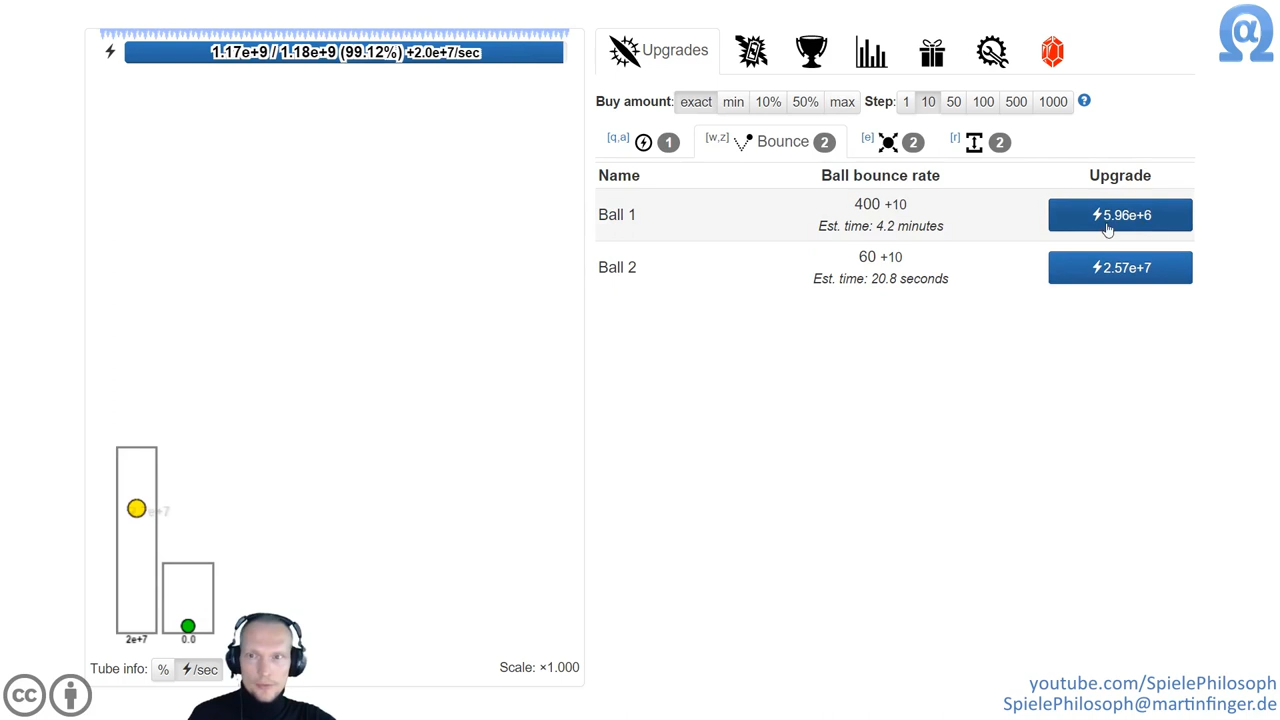 1.17e+9 / 1.18e+9 (99.12%) +2.0e+7/sec
Upgrades
Buy amount: exact min 10% 50% max Step: 1 10 50 100 500 1000 ?
[q,a] 1 [w,z] Bounce 2 [e] 2 [r] 2
Name Ball bounce rate Upgrade
Ball 1 400 +10 5.96e+6
Est. time: 4.2 minutes
Ball 2 60 +10 2.57e+7
Est. time: 20.8 seconds
2e+7 0.0
Tube info: % /sec Scale: ×1.000
cc
youtube.com/SpielePhilosoph
SpielePhilosoph@martinfinger.de